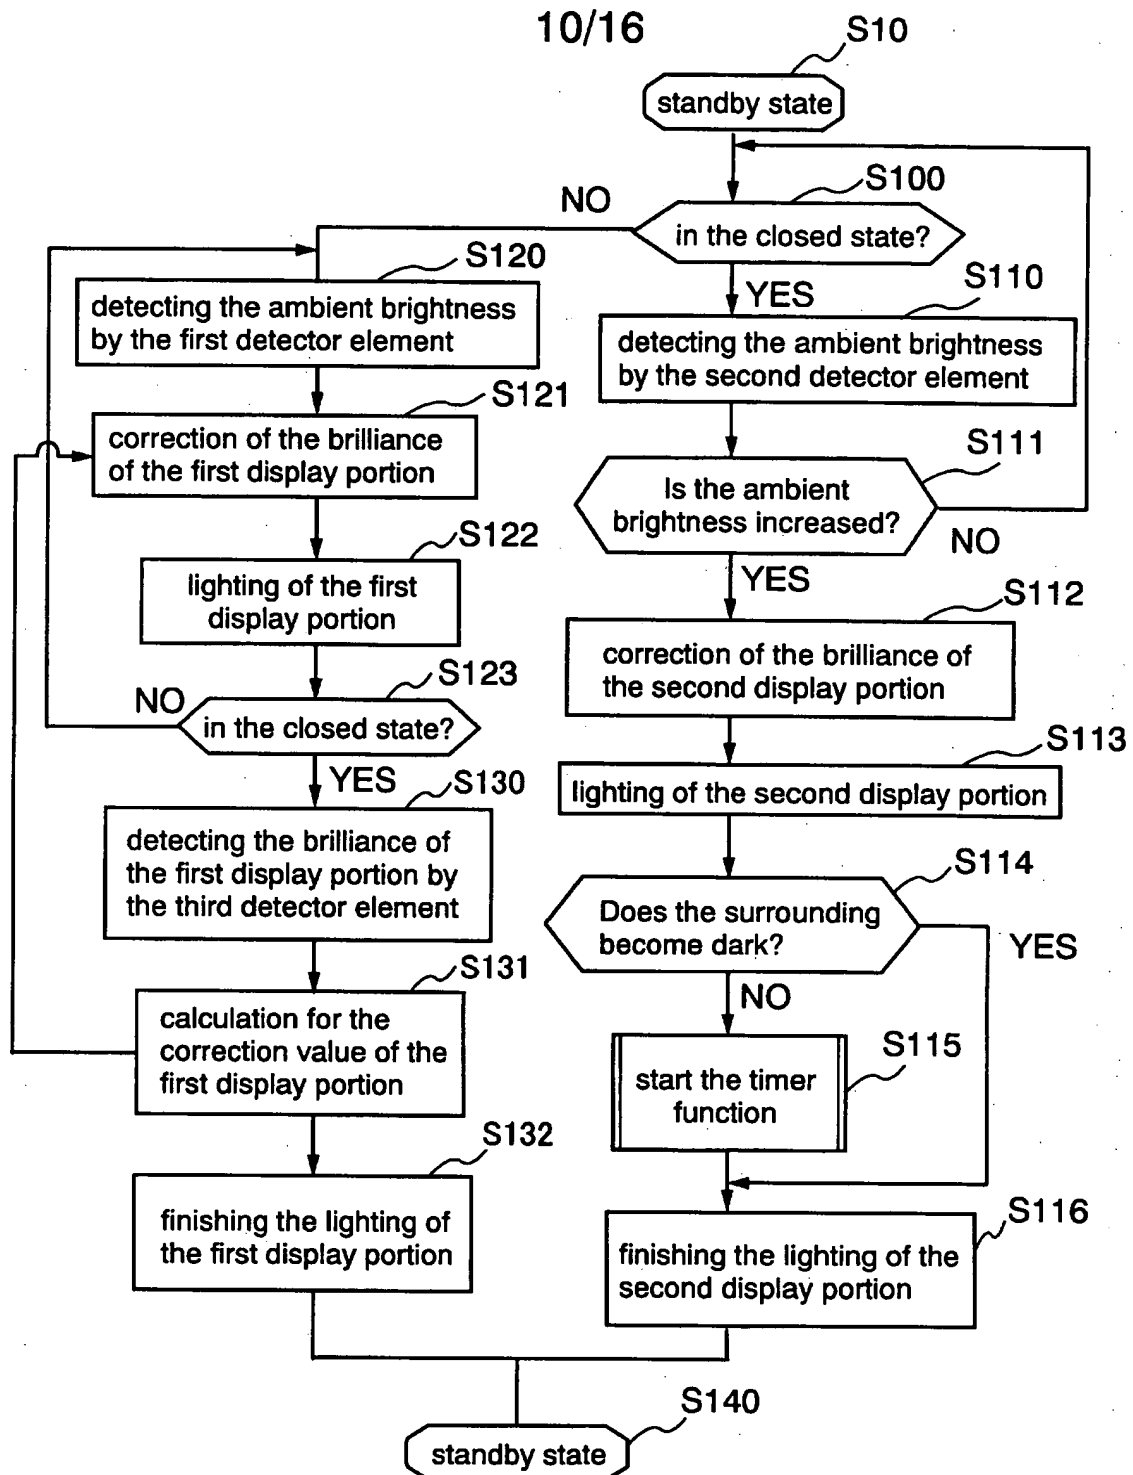 10/16
S10
standby state
S100
NO
in the closed state?
S120
YES
S110
detecting the ambient brightness
by the first detector element
detecting the ambient brightness
by the second detector element
S121
correction of the brilliance
of the first display portion
S111
Is the ambient
brightness increased?
NO
S122
YES
lighting of the first
display portion
S112
correction of the brilliance of
the second display portion
S123
NO
in the closed state?
S113
YES
S130
lighting of the second display portion
detecting the brilliance of
the first display portion by
the third detector element
S114
Does the surrounding
become dark?
YES
S131
NO
calculation for the
correction value of the
first display portion
S115
start the timer
function
S132
finishing the lighting of
the first display portion
S116
finishing the lighting of the
second display portion
S140
standby state